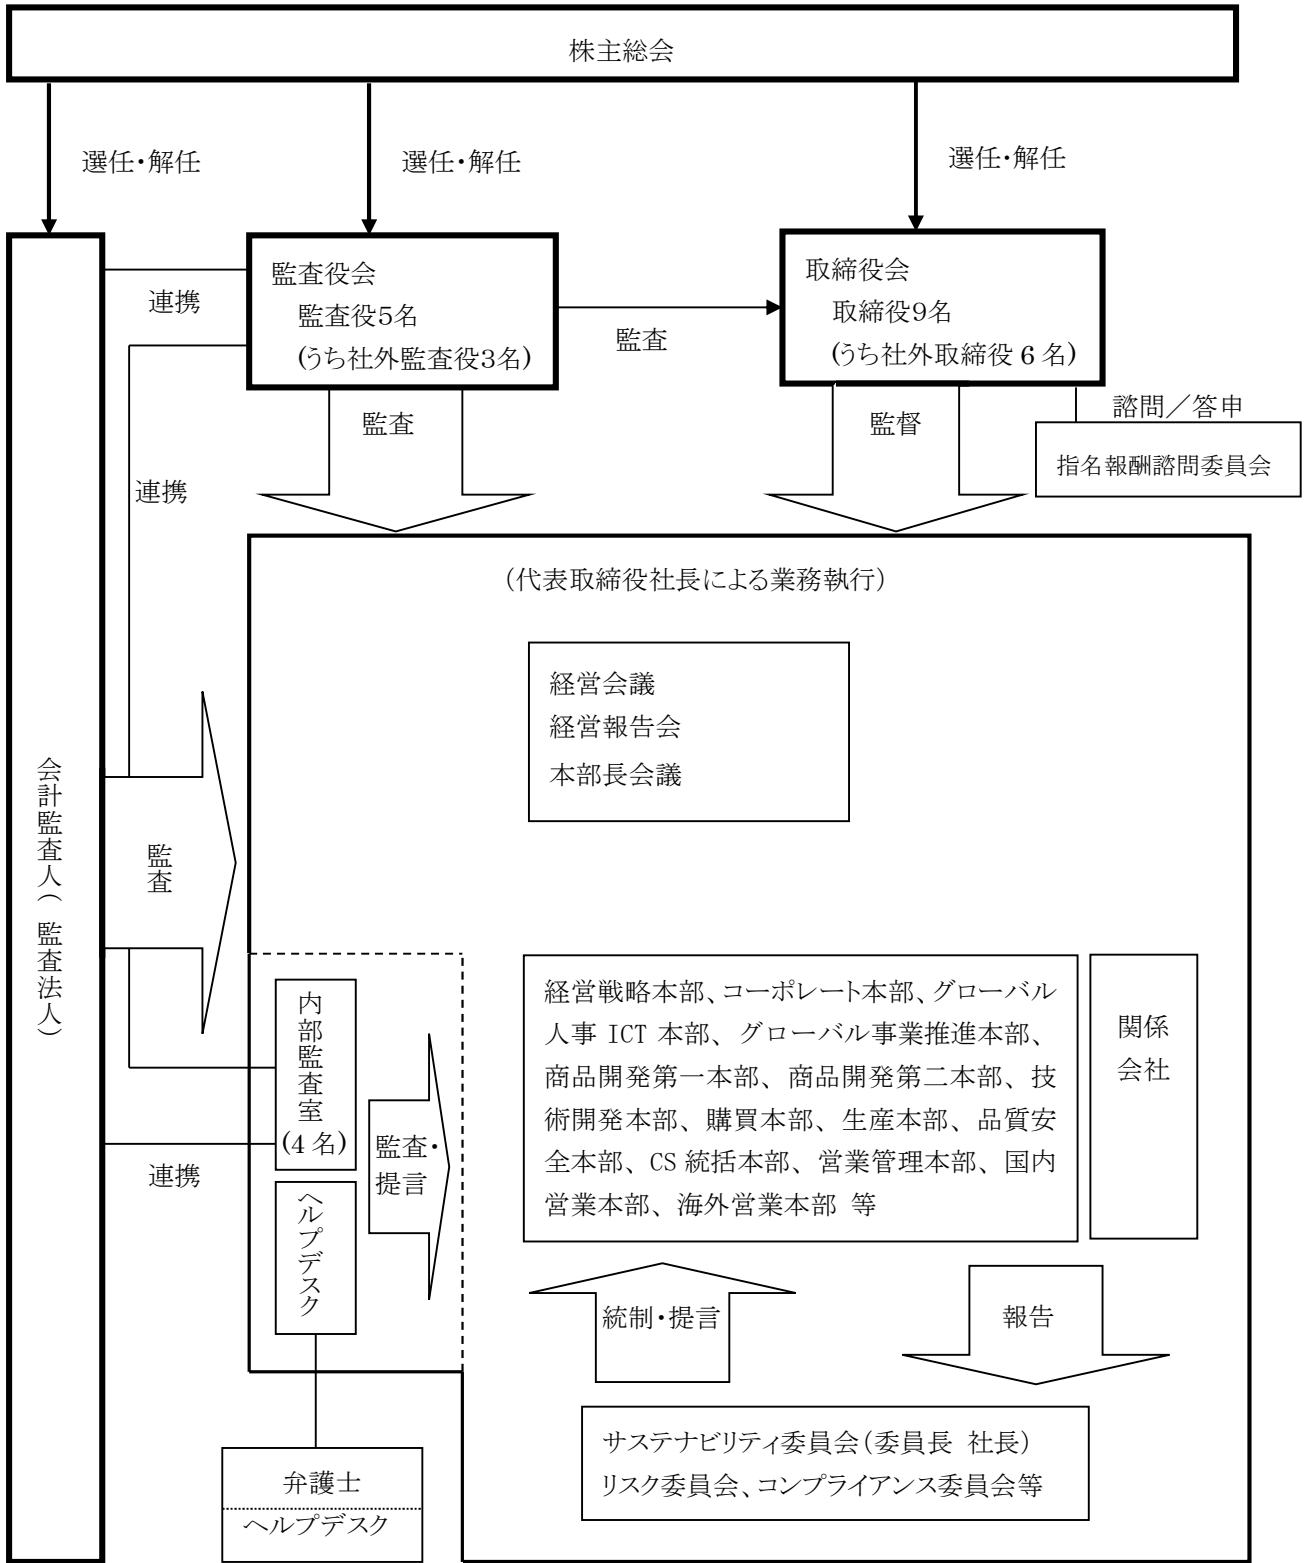 株主総会
選任・解任
選任・解任
選任・解任
監査役会
監査役5名
(うち社外監査役3名)
取締役会
取締役9名
(うち社外取締役 6 名)
連携
監査
監査
監督
諮問／答申
指名報酬諮問委員会
連携
(代表取締役社長による業務執行)
経営会議
経営報告会
本部長会議
会計監査人(監査法人)
監査
内部監査室
(4 名)
監査・
提言
経営戦略本部、コーポレート本部、グローバル
人事 ICT 本部、グローバル事業推進本部、
商品開発第一本部、商品開発第二本部、技
術開発本部、購買本部、生産本部、品質安
全本部、CS 統括本部、営業管理本部、国内
営業本部、海外営業本部 等
関係
会社
連携
ヘルプデスク
統制・提言
報告
サステナビリティ委員会(委員長 社長)
リスク委員会、コンプライアンス委員会等
弁護士
ヘルプデスク